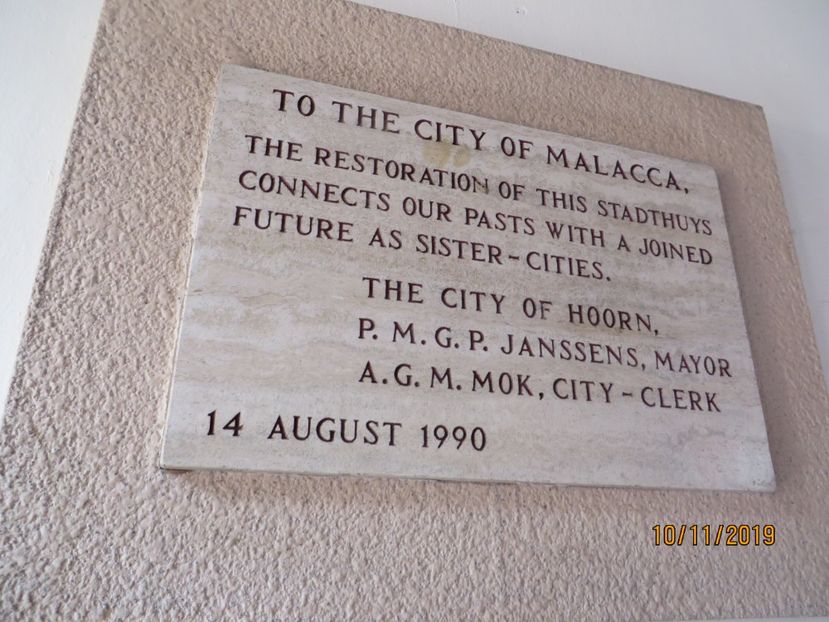 TO THE CITY OF MALACCA,
THE RESTORATION OF THIS STADTHUYS
CONNECTS OUR PASTS WITH A JOINED
FUTURE AS SISTER-CITIES.
THE CITY OF HOORN,
P. M. G. P. JANSSENS, MAYOR
A. G. M. MOK, CITY-CLERK
14 AUGUST 1990
10/11/2019